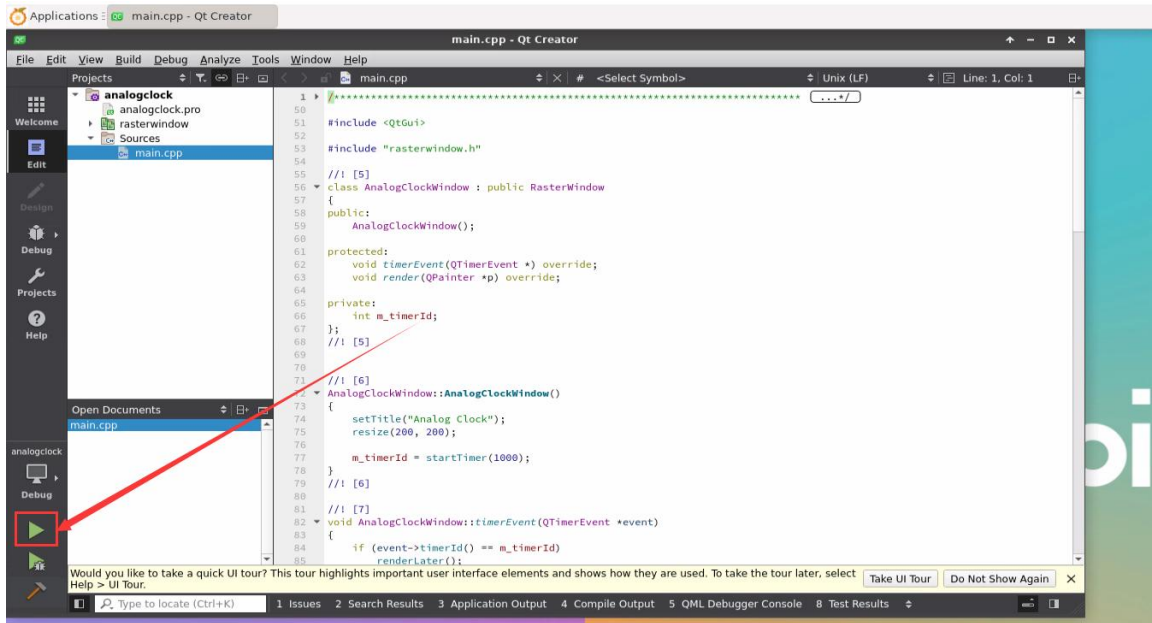 Applications
main.cpp - Qt Creator
main.cpp - Qt Creator
File Edit View Build Debug Analyze Tools Window Help
Projects
main.cpp
# <Select Symbol>
Unix (LF)
Line: 1, Col: 1
Welcome
Edit
Design
Debug
Projects
Help
analogclock
analogclock.pro
rasterwindow
Sources
main.cpp
Open Documents
main.cpp
analogclock
Debug
1 /**************************************************************************** ...*/
50
51 #include <QtGui>
52
53 #include "rasterwindow.h"
54
55 //! [5]
56 class AnalogClockWindow : public RasterWindow
57 {
58 public:
59 AnalogClockWindow();
60
61 protected:
62 void timerEvent(QTimerEvent *) override;
63 void render(QPainter *p) override;
64
65 private:
66 int m_timerId;
67 };
68 //! [5]
69
70
71 //! [6]
72 AnalogClockWindow::AnalogClockWindow()
73 {
74 setTitle("Analog Clock");
75 resize(200, 200);
76
77 m_timerId = startTimer(1000);
78 }
79 //! [6]
80
81 //! [7]
82 void AnalogClockWindow::timerEvent(QTimerEvent *event)
83 {
84 if (event->timerId() == m_timerId)
85 renderLater();
Would you like to take a quick UI tour? This tour highlights important user interface elements and shows how they are used. To take the tour later, select
Help > UI Tour.
Take UI Tour
Do Not Show Again
Type to locate (Ctrl+K)
1 Issues 2 Search Results 3 Application Output 4 Compile Output 5 QML Debugger Console 8 Test Results